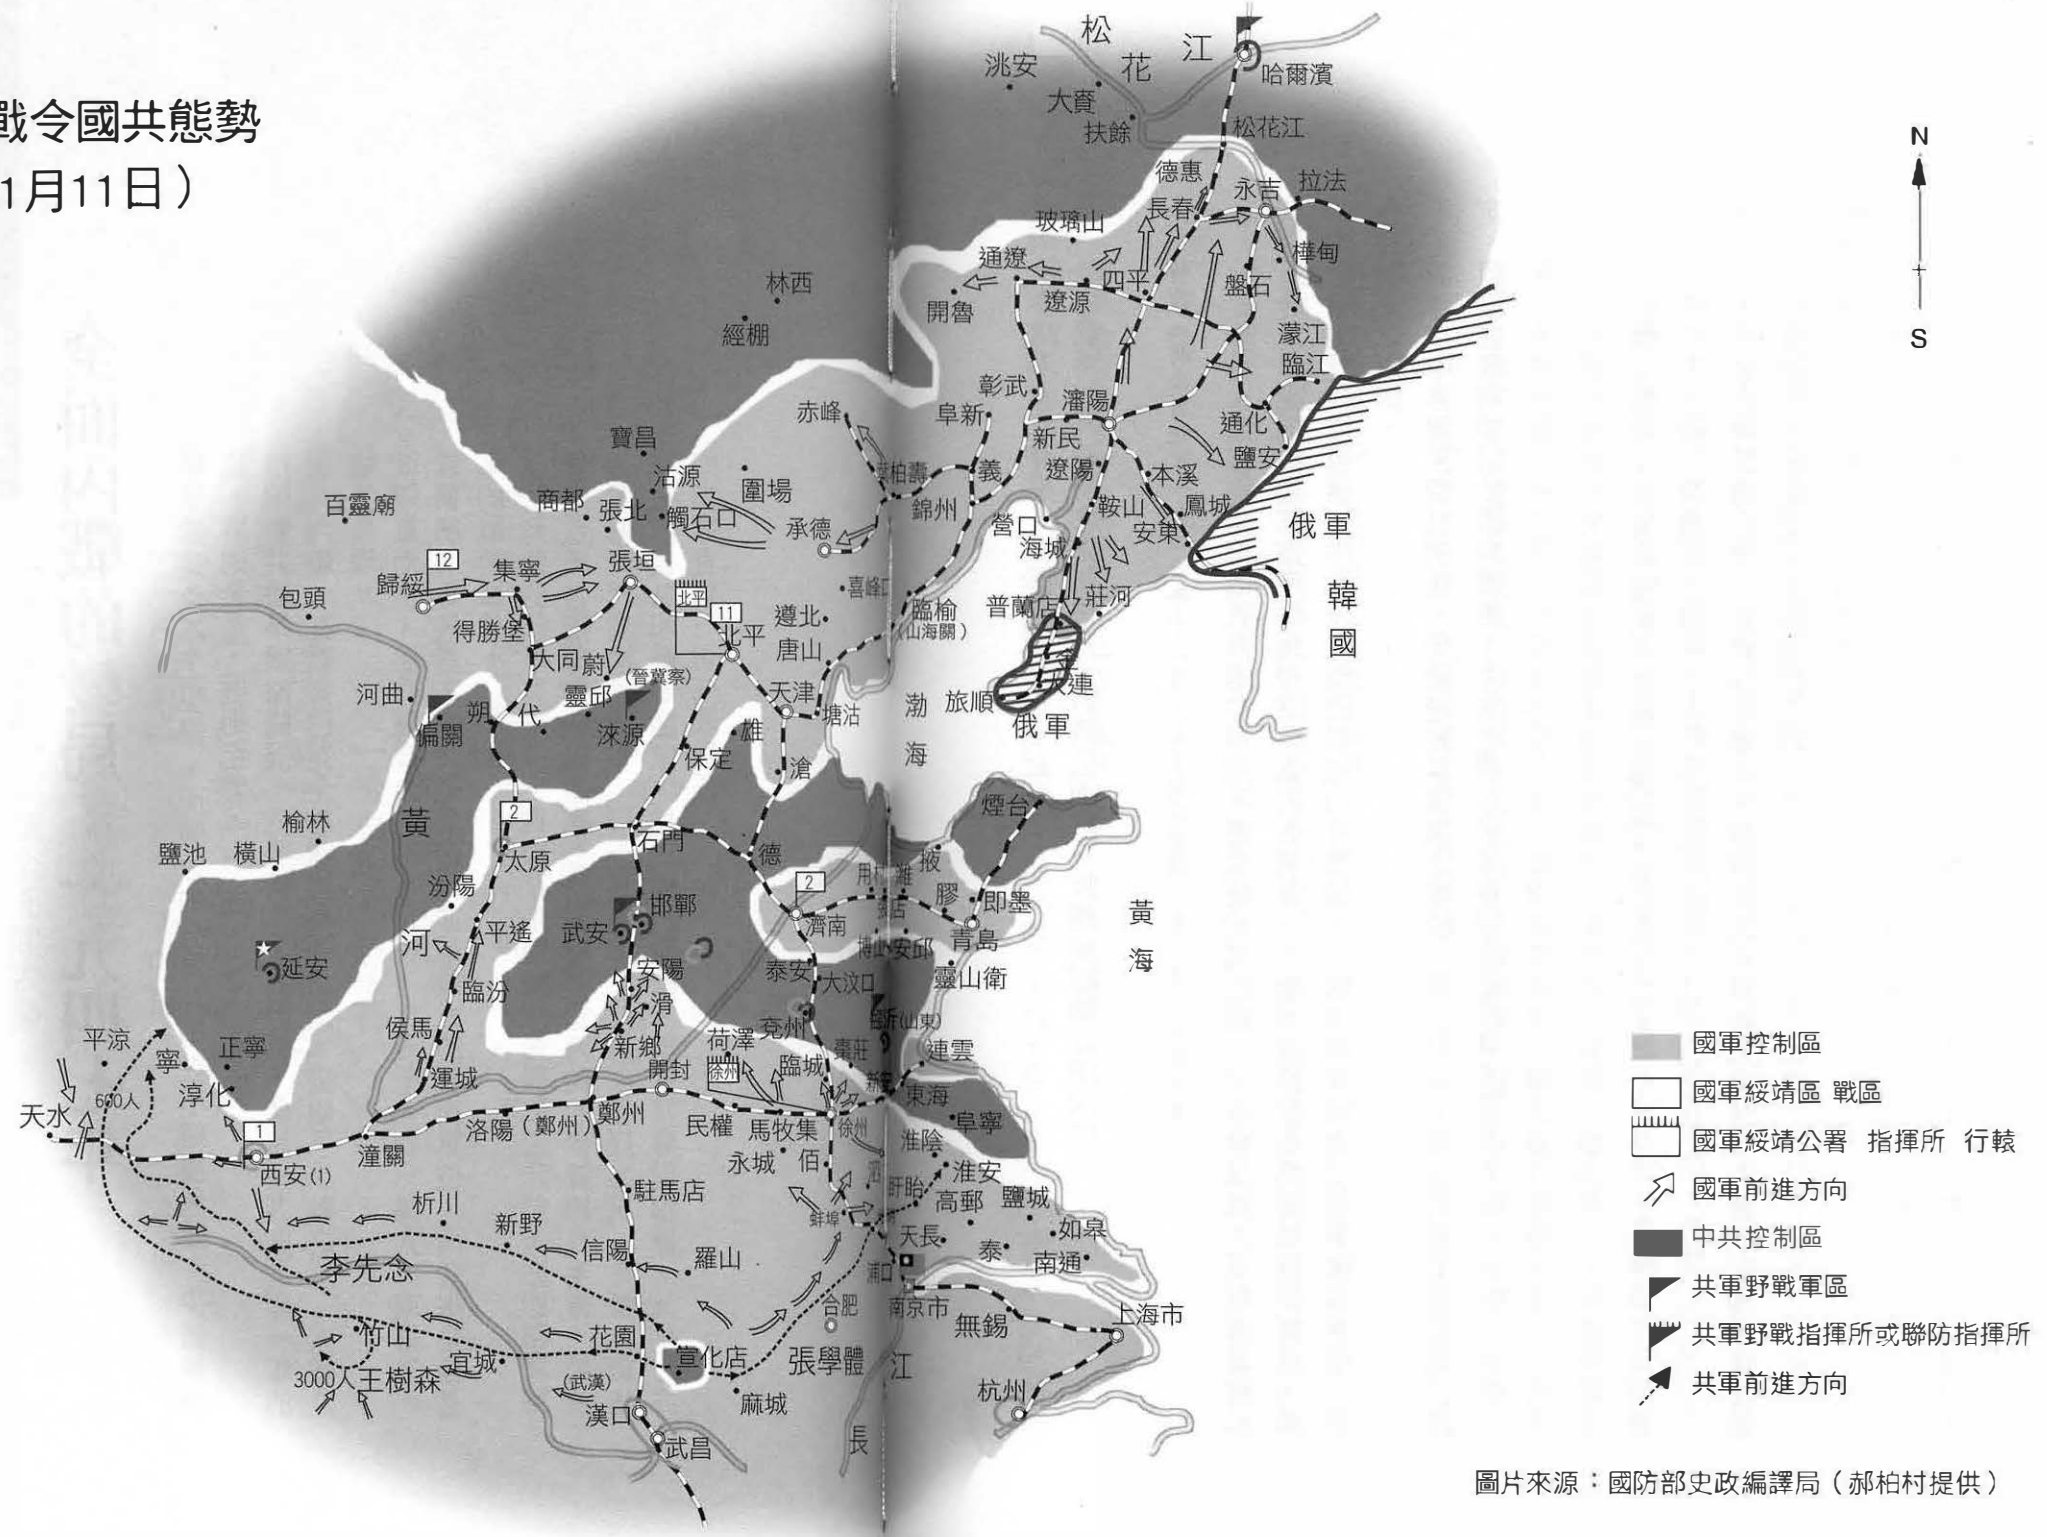 戰令國共態勢
1月11日）
松
花
江
哈爾濱
洮安
大賚
扶餘
松花江
德惠
永吉
拉法
長春
玻璃山
樺甸
通遼
四平
盤石
林西
遼源
開魯
濛江
經棚
臨江
彰武
瀋陽
赤峰
阜新
通化
新民
寶昌
鹽安
沽源
葉柏壽
義
遼陽
本溪
圍場
百靈廟
商都
張北
觸石口
承德
錦州
營口
鞍山
鳳城
安東
俄軍
海城
12
集寧
張垣
歸綏
北平
喜峰口
包頭
11
遵北
臨榆
（山海關）
普蘭店
莊河
韓
國
得勝堡
北平
大同
蔚
唐山
（晉冀察）
金
大連
河曲
靈邱
天津
塘沽
渤
海
旅順
俄軍
偏關
朔
代
淶源
雄
保定
滄
2
黃
煙台
榆林
石門
鹽池
橫山
太原
德
掖
汾陽
2
濰
膠
即墨
邯鄲
濟南
黃
海
河
平遙
武安
青島
安邱
延安
泰安
大汶口
靈山衛
安陽
臨汾
滑
兗州
(山東)
侯馬
平涼
寧
正寧
新鄉
荷澤
棗莊
連雲
開封
徐州
臨城
運城
600人
淳化
東海
天水
鄭州
民權
馬牧集
徐州
阜寧
洛陽
（鄭州）
1
潼關
永城
佰
淮陰
西安(1)
淮安
盱眙
駐馬店
高郵
鹽城
析川
新野
蚌埠
如皋
天長
信陽
羅山
泰
南通
李先念
浦口
南京市
合肥
上海市
竹山
花園
無錫
宣化店
宜城
張學體
江
3000人王樹森
（武漢）
杭州
麻城
漢口
武昌
長
N
S
國軍控制區
國軍綏靖區 戰區
國軍綏靖公署 指揮所 行轅
國軍前進方向
中共控制區
共軍野戰軍區
共軍野戰指揮所或聯防指揮所
共軍前進方向
圖片來源：國防部史政編譯局（郝柏村提供）